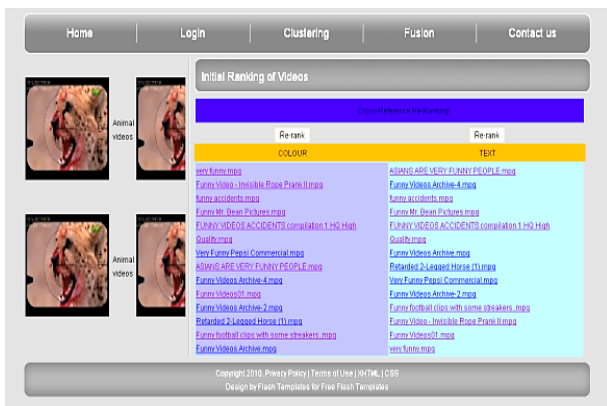 Home Login Clustering Fusion Contact us
Initial Ranking of Videos
Cross-Reference Re-Ranking
Re-rank Re-rank
COLOUR TEXT
Animal
videos
Animal
videos
very funny.mpg
Funny Video - Invisible Rope Prank II.mpg
funny accidents.mpg
Funny Mr. Bean Pictures.mpg
FUNNY VIDEOS ACCIDENTS compilation 1 HQ High
Quality.mpg
Very Funny Pepsi Commercial.mpg
ASIANS ARE VERY FUNNY PEOPLE.mpg
Funny Videos Archive-4.mpg
Funny Videos01.mpg
Funny Videos Archive-2.mpg
Retarded 2-Legged Horse (1).mpg
Funny football clips with some streakers..mpg
Funny Videos Archive.mpg
ASIANS ARE VERY FUNNY PEOPLE.mpg
Funny Videos Archive-4.mpg
funny accidents.mpg
Funny Mr. Bean Pictures.mpg
FUNNY VIDEOS ACCIDENTS compilation 1 HQ High
Quality.mpg
Funny Videos Archive.mpg
Retarded 2-Legged Horse (1).mpg
Very Funny Pepsi Commercial.mpg
Funny Videos Archive-2.mpg
Funny football clips with some streakers..mpg
Funny Video - Invisible Rope Prank II.mpg
Funny Videos01.mpg
very funny.mpg
Copyright 2010. Privacy Policy | Terms of Use | XHTML | CSS
Design by Flash Templates for Free Flash Templates